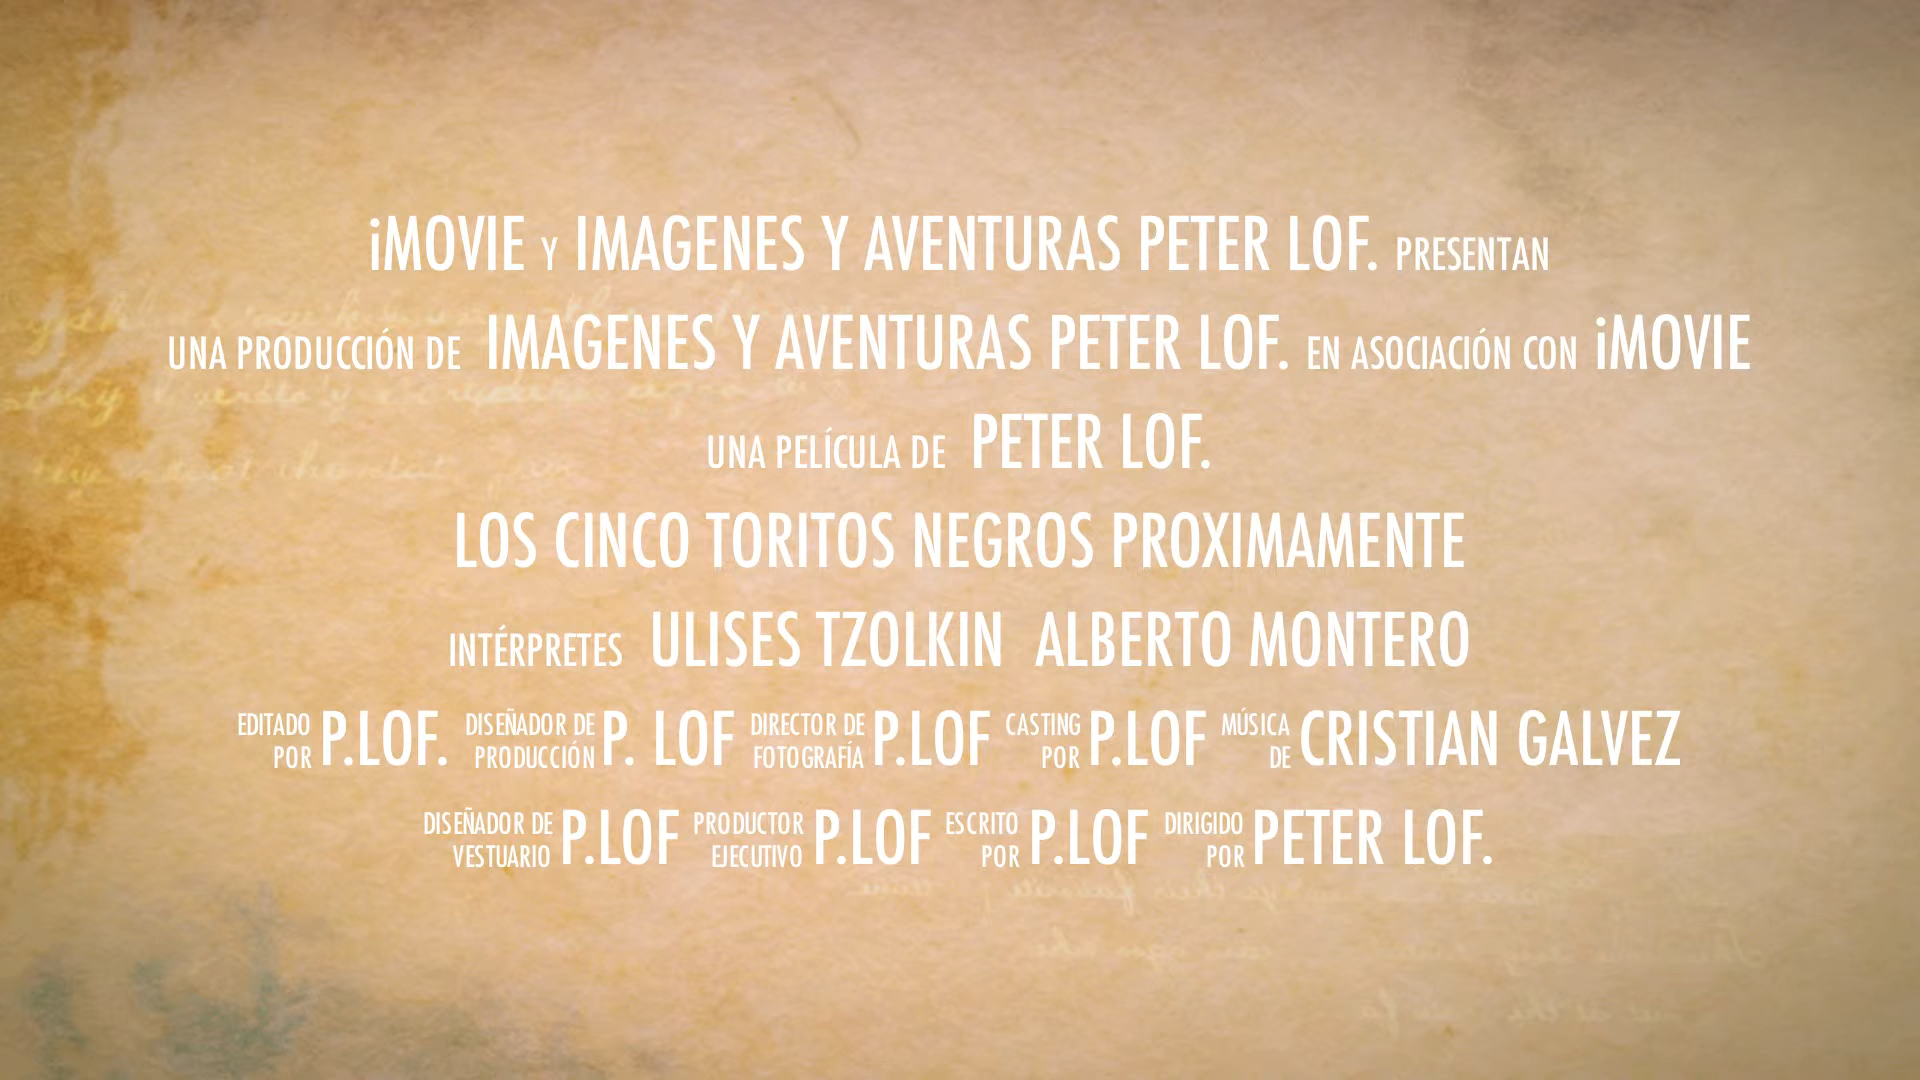 iMOVIE Y IMAGENES Y AVENTURAS PETER LOF. PRESENTAN
UNA PRODUCCIÓN DE IMAGENES Y AVENTURAS PETER LOF. EN ASOCIACIÓN CON iMOVIE
UNA PELÍCULA DE PETER LOF.
LOS CINCO TORITOS NEGROS PROXIMAMENTE
INTÉRPRETES ULISES TZOLKIN ALBERTO MONTERO
EDITADO POR P.LOF. DISEÑADOR DE PRODUCCIÓN P. LOF DIRECTOR DE FOTOGRAFÍA P.LOF CASTING POR P.LOF MÚSICA DE CRISTIAN GALVEZ
DISEÑADOR DE VESTUARIO P.LOF PRODUCTOR EJECUTIVO P.LOF ESCRITO POR P.LOF DIRIGIDO POR PETER LOF.